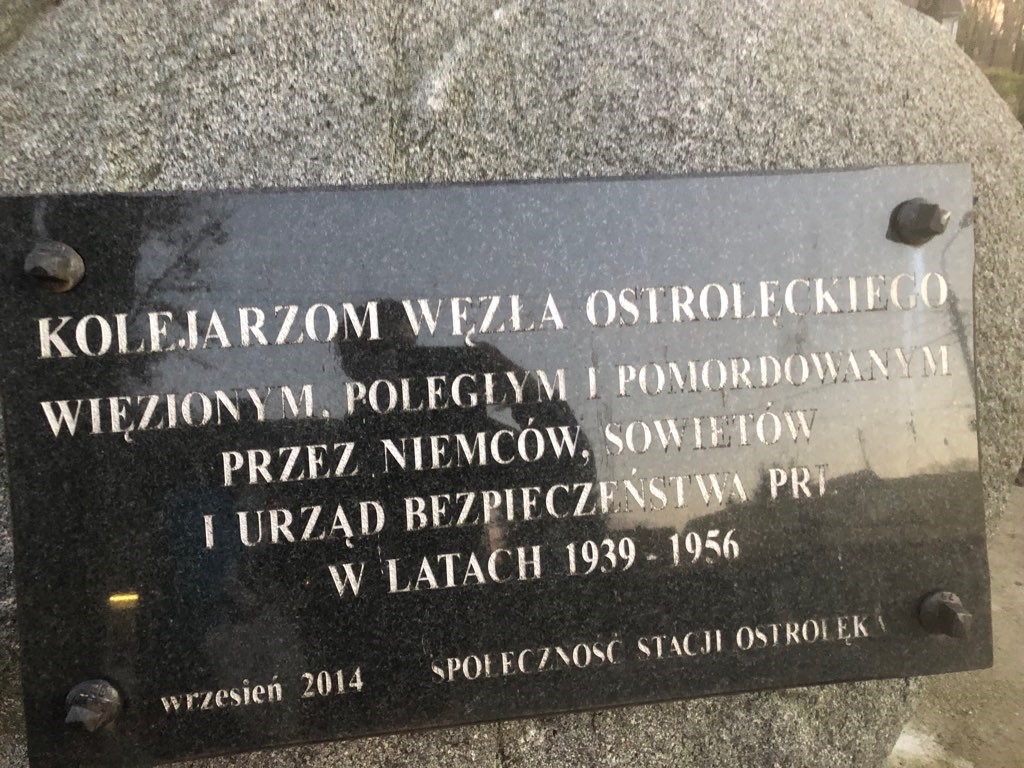 KOLEJARZOM WĘZŁA OSTROŁĘCKIEGO
WIĘZIONYM, POLEGŁYM I POMORDOWANYM
PRZEZ NIEMCÓW, SOWIETÓW
I URZĄD BEZPIECZEŃSTWA PRL
W LATACH 1939 - 1956
wrzesień 2014 SPOŁECZNOŚĆ STACJI OSTROŁĘKA